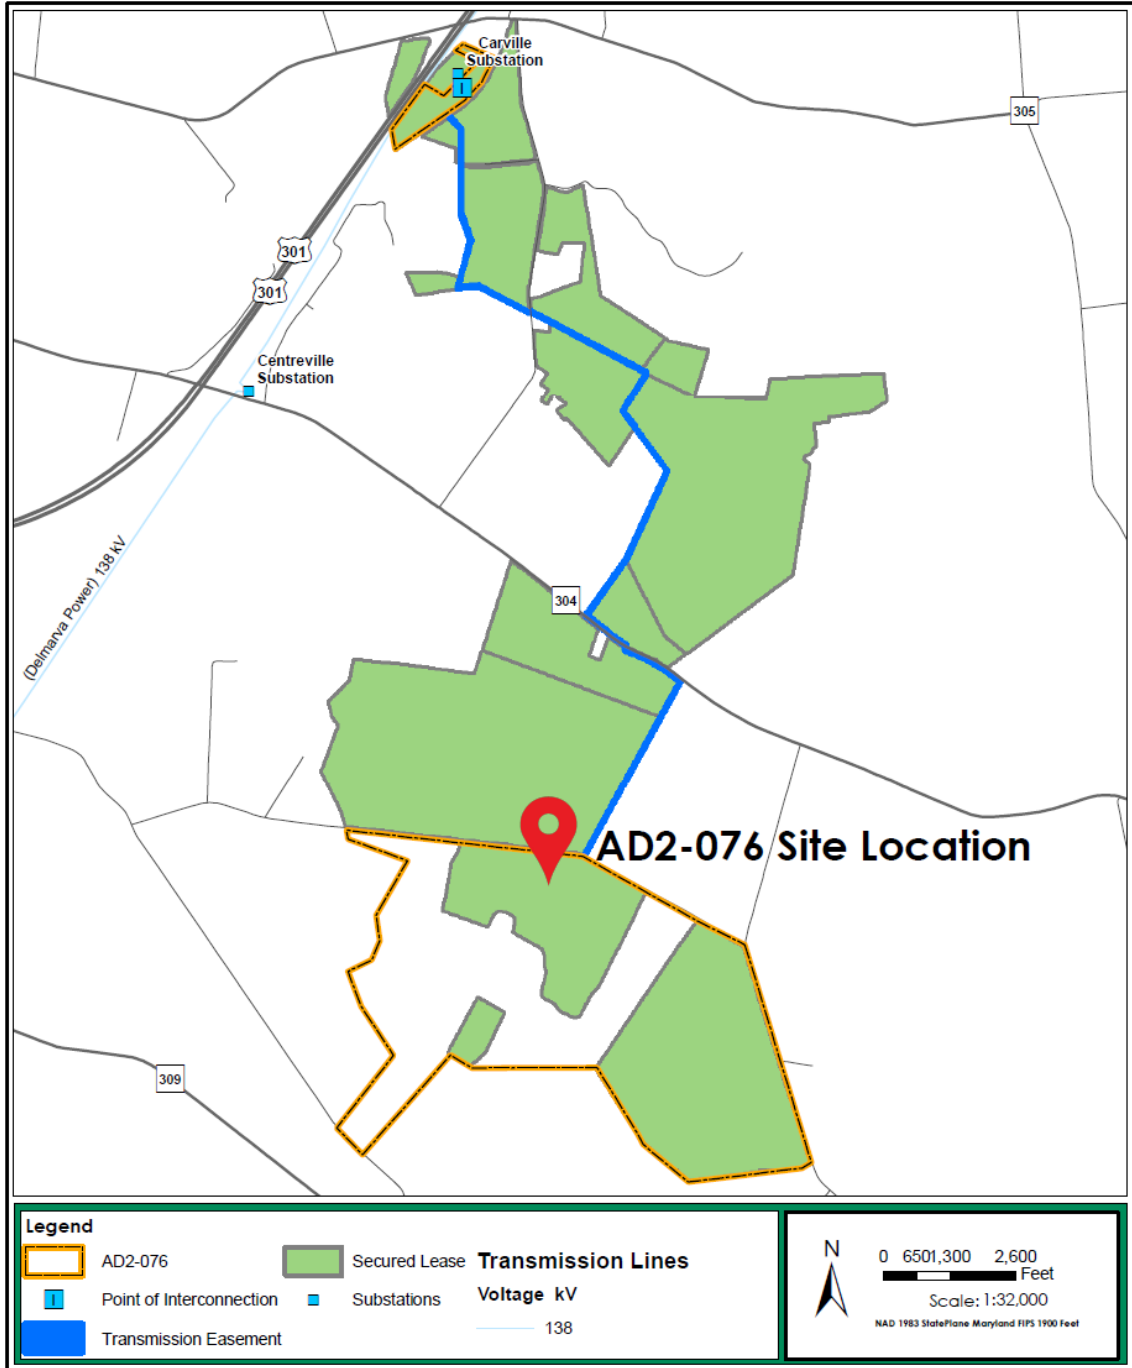 Carville
Substation
I
305
301
301
Centreville
Substation
(Delmarva Power) 138 kV
304
AD2-076 Site Location
309
Legend
AD2-076
Secured Lease
Transmission Lines
I
Point of Interconnection
Substations
Voltage kV
Transmission Easement
138
N
0 6501,300 2,600
Feet
Scale: 1:32,000
NAD 1983 StatePlane Maryland FIPS 1900 Feet